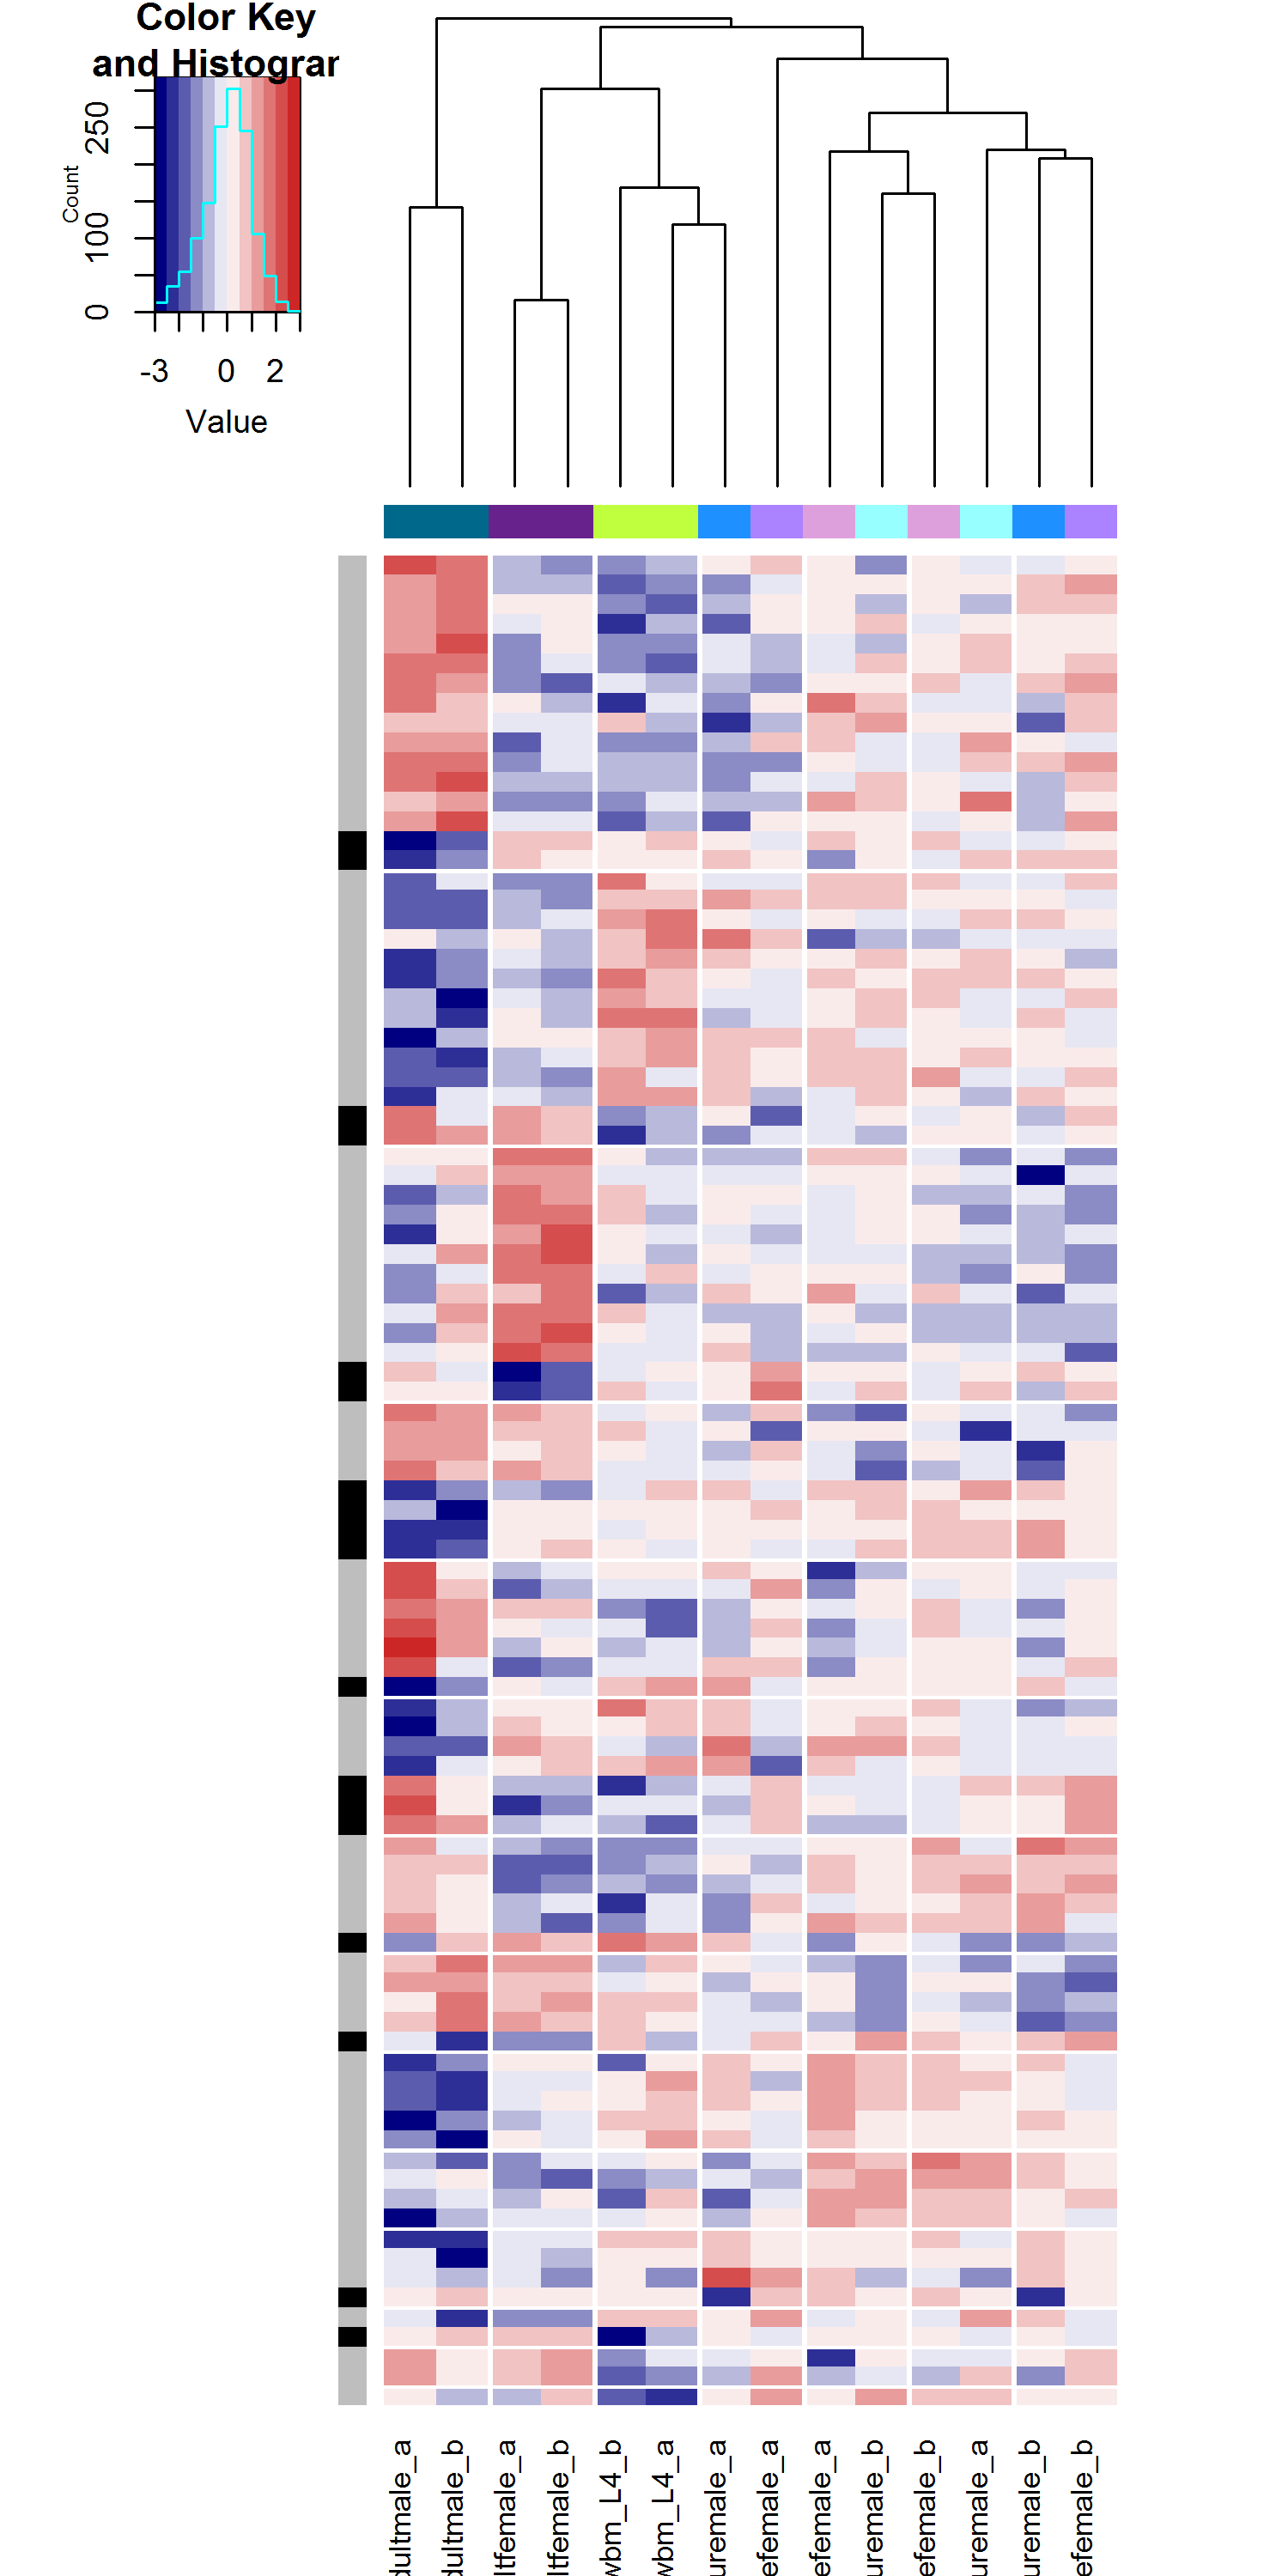 Color Key
and Histogram
Count
0
100
250
-3
0
2
Value
dultmale_a
dultmale_b
ltfemale_a
ltfemale_b
wbm_L4_b
wbm_L4_a
uremale_a
efemale_a
efemale_a
uremale_b
efemale_b
uremale_a
uremale_b
efemale_b